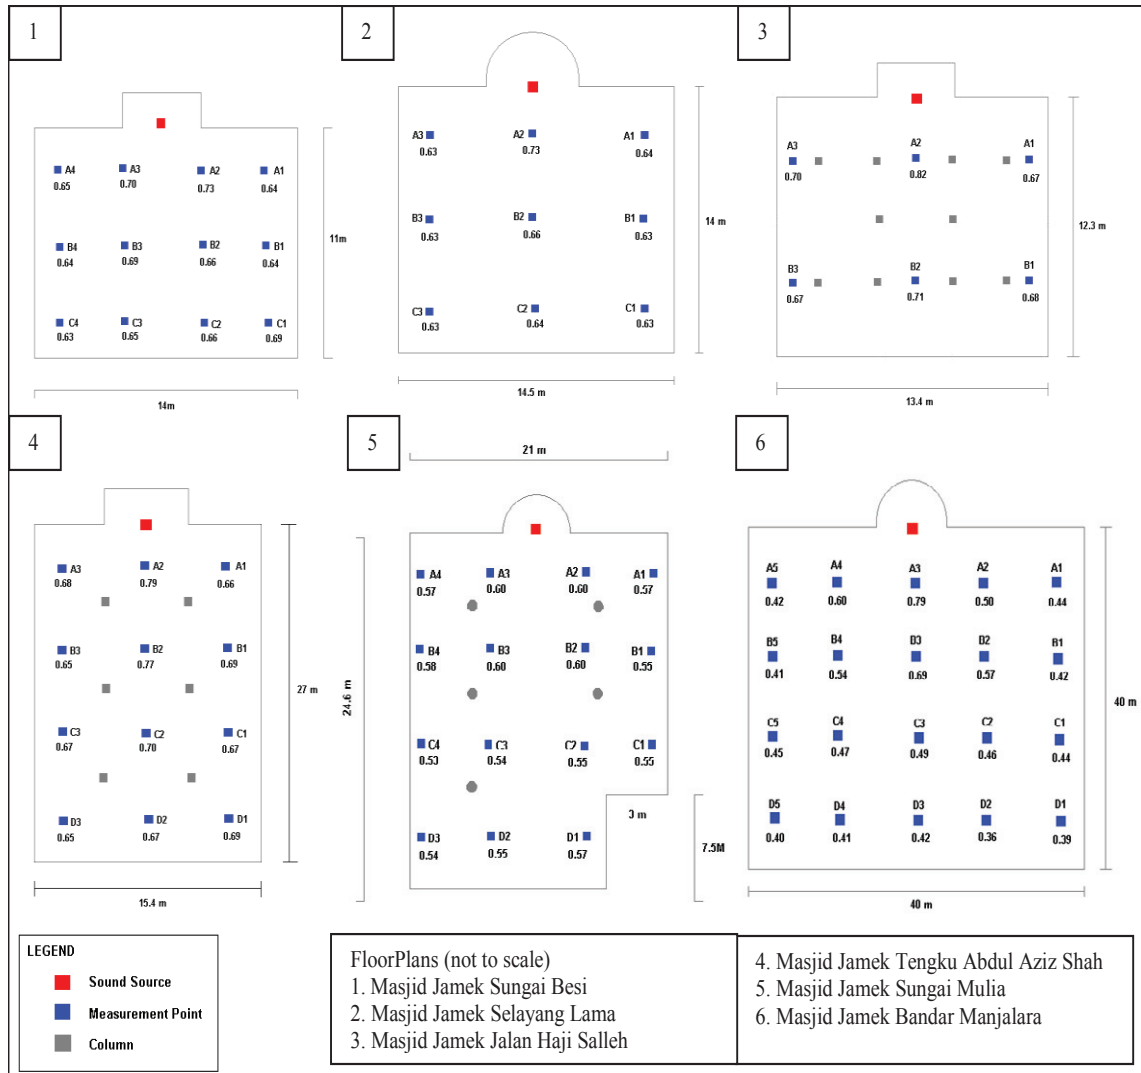 1
2
3
A4
0.65
A3
0.70
A2
0.73
A1
0.64
B4
0.64
B3
0.69
B2
0.66
B1
0.64
C4
0.63
C3
0.65
C2
0.66
C1
0.69
11m
14m
A3
0.63
A2
0.73
A1
0.64
B3
0.63
B2
0.66
B1
0.63
C3
0.63
C2
0.64
C1
0.63
14 m
14.5 m
A3
0.70
A2
0.82
A1
0.67
B3
0.67
B2
0.71
B1
0.68
12.3 m
13.4 m
4
5
6
A3
0.68
A2
0.79
A1
0.66
B3
0.65
B2
0.77
B1
0.69
C3
0.67
C2
0.70
C1
0.67
D3
0.65
D2
0.67
D1
0.69
27 m
15.4 m
21 m
A4
0.57
A3
0.60
A2
0.60
A1
0.57
B4
0.58
B3
0.60
B2
0.60
B1
0.55
C4
0.53
C3
0.54
C2
0.55
C1
0.55
D3
0.54
D2
0.55
D1
0.57
24.6 m
3 m
7.5M
A5
0.42
A4
0.60
A3
0.79
A2
0.50
A1
0.44
B5
0.41
B4
0.54
D3
0.69
D2
0.57
B1
0.42
C5
0.45
C4
0.47
C3
0.49
C2
0.46
C1
0.44
D5
0.40
D4
0.41
D3
0.42
D2
0.36
D1
0.39
40 m
40 m
LEGEND
Sound Source
Measurement Point
Column
FloorPlans (not to scale)
1. Masjid Jamek Sungai Besi
2. Masjid Jamek Selayang Lama
3. Masjid Jamek Jalan Haji Salleh
4. Masjid Jamek Tengku Abdul Aziz Shah
5. Masjid Jamek Sungai Mulia
6. Masjid Jamek Bandar Manjalara